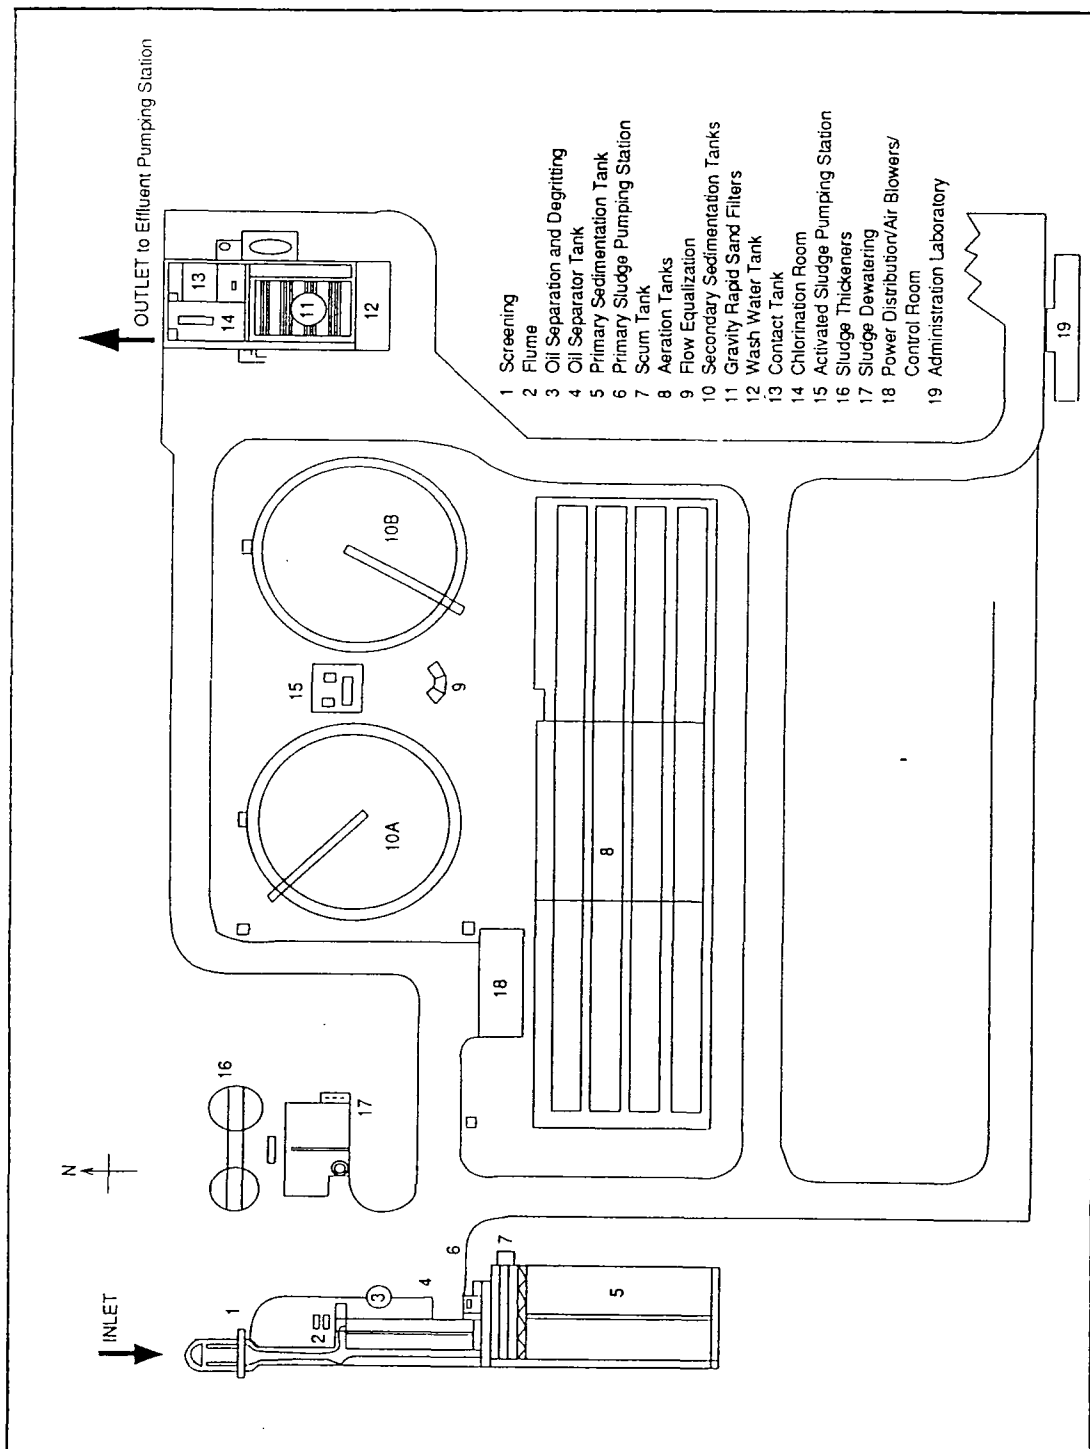 OUTLET to Effluent Pumping Station
INLET
N
1
2
3
4
5
6
7
8
9
10A
10B
11
12
13
14
15
16
17
18
19
1 Screening
2 Flume
3 Oil Separation and Degritting
4 Oil Separator Tank
5 Primary Sedimentation Tank
6 Primary Sludge Pumping Station
7 Scum Tank
8 Aeration Tanks
9 Flow Equalization
10 Secondary Sedimentation Tanks
11 Gravity Rapid Sand Filters
12 Wash Water Tank
13 Contact Tank
14 Chlorination Room
15 Activated Sludge Pumping Station
16 Sludge Thickeners
17 Sludge Dewatering
18 Power Distribution/Air Blowers/
Control Room
19 Administration Laboratory